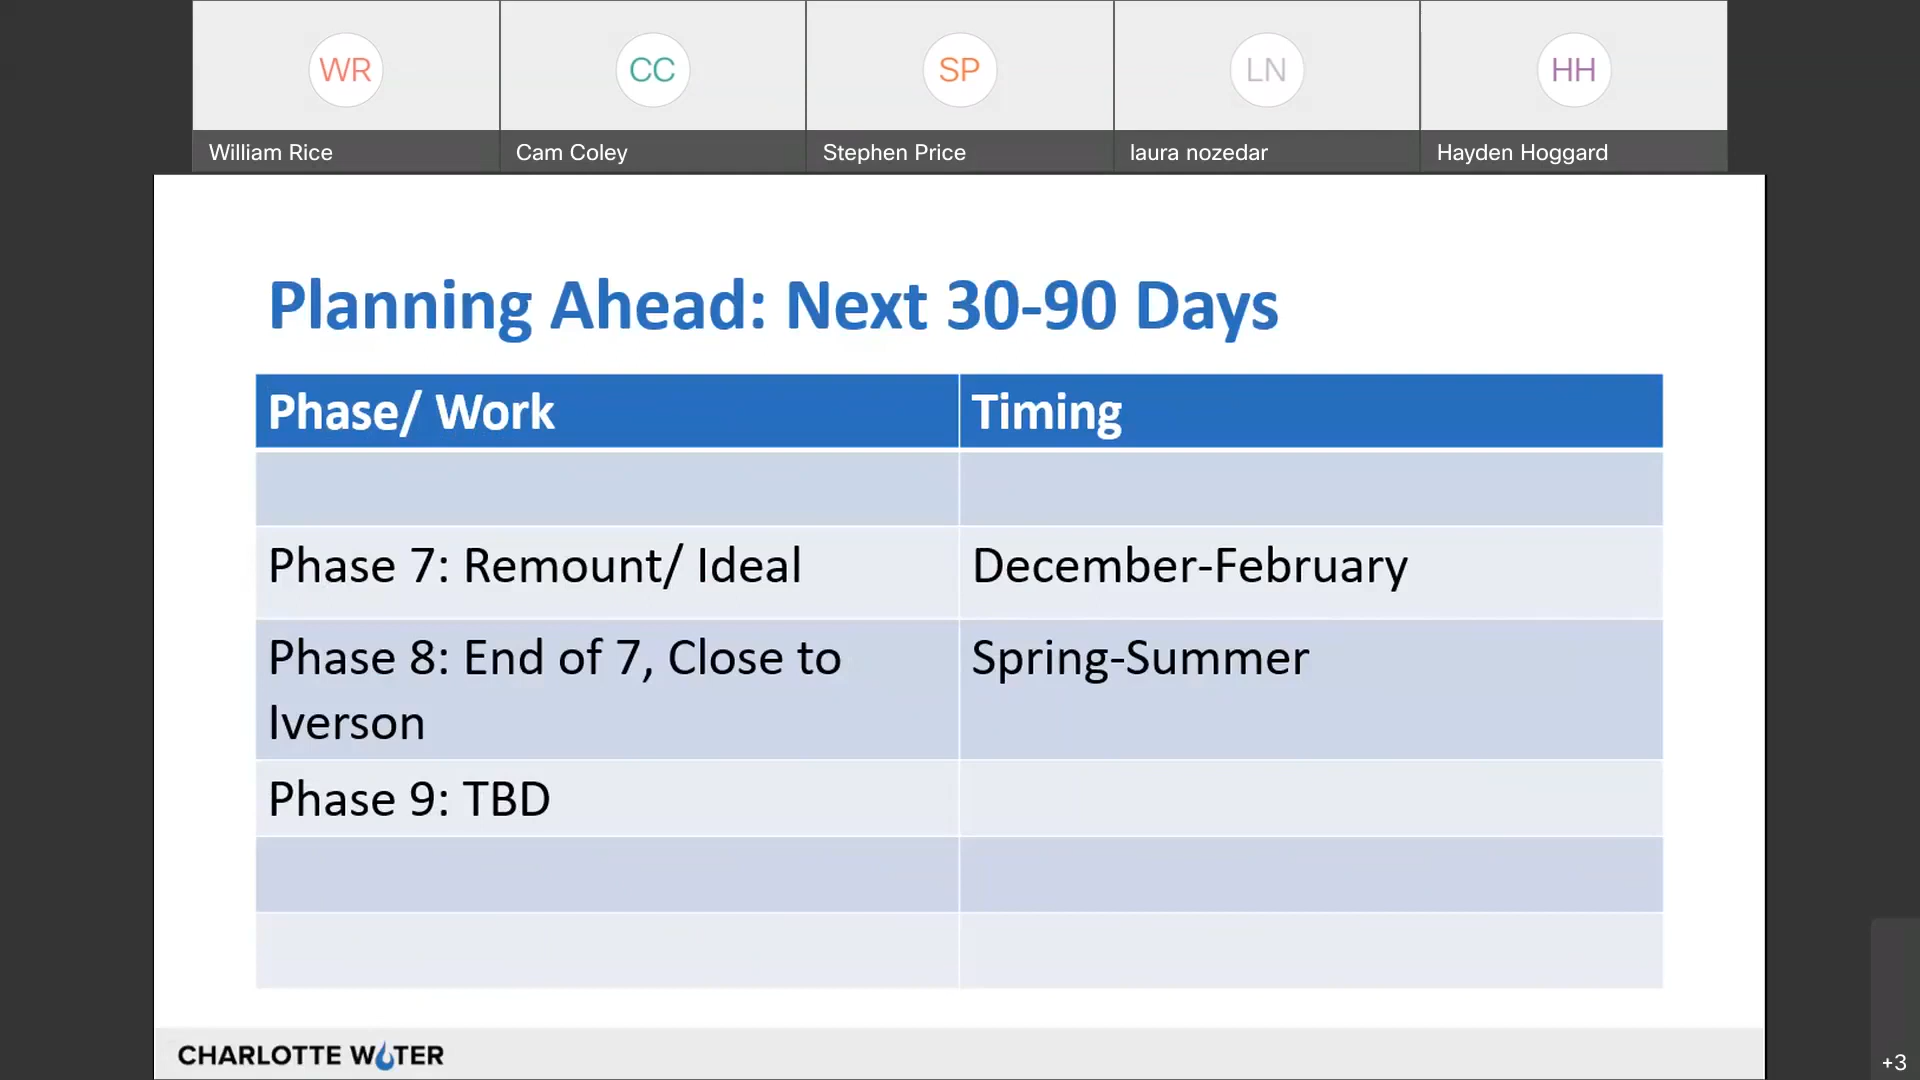 WR CC SP LN HH
William Rice Cam Coley Stephen Price laura nozedar Hayden Hoggard
Planning Ahead: Next 30-90 Days
Phase/ Work Timing
Phase 7: Remount/ Ideal December-February
Phase 8: End of 7, Close to Spring-Summer
Iverson
Phase 9: TBD
CHARLOTTE WATER
+3